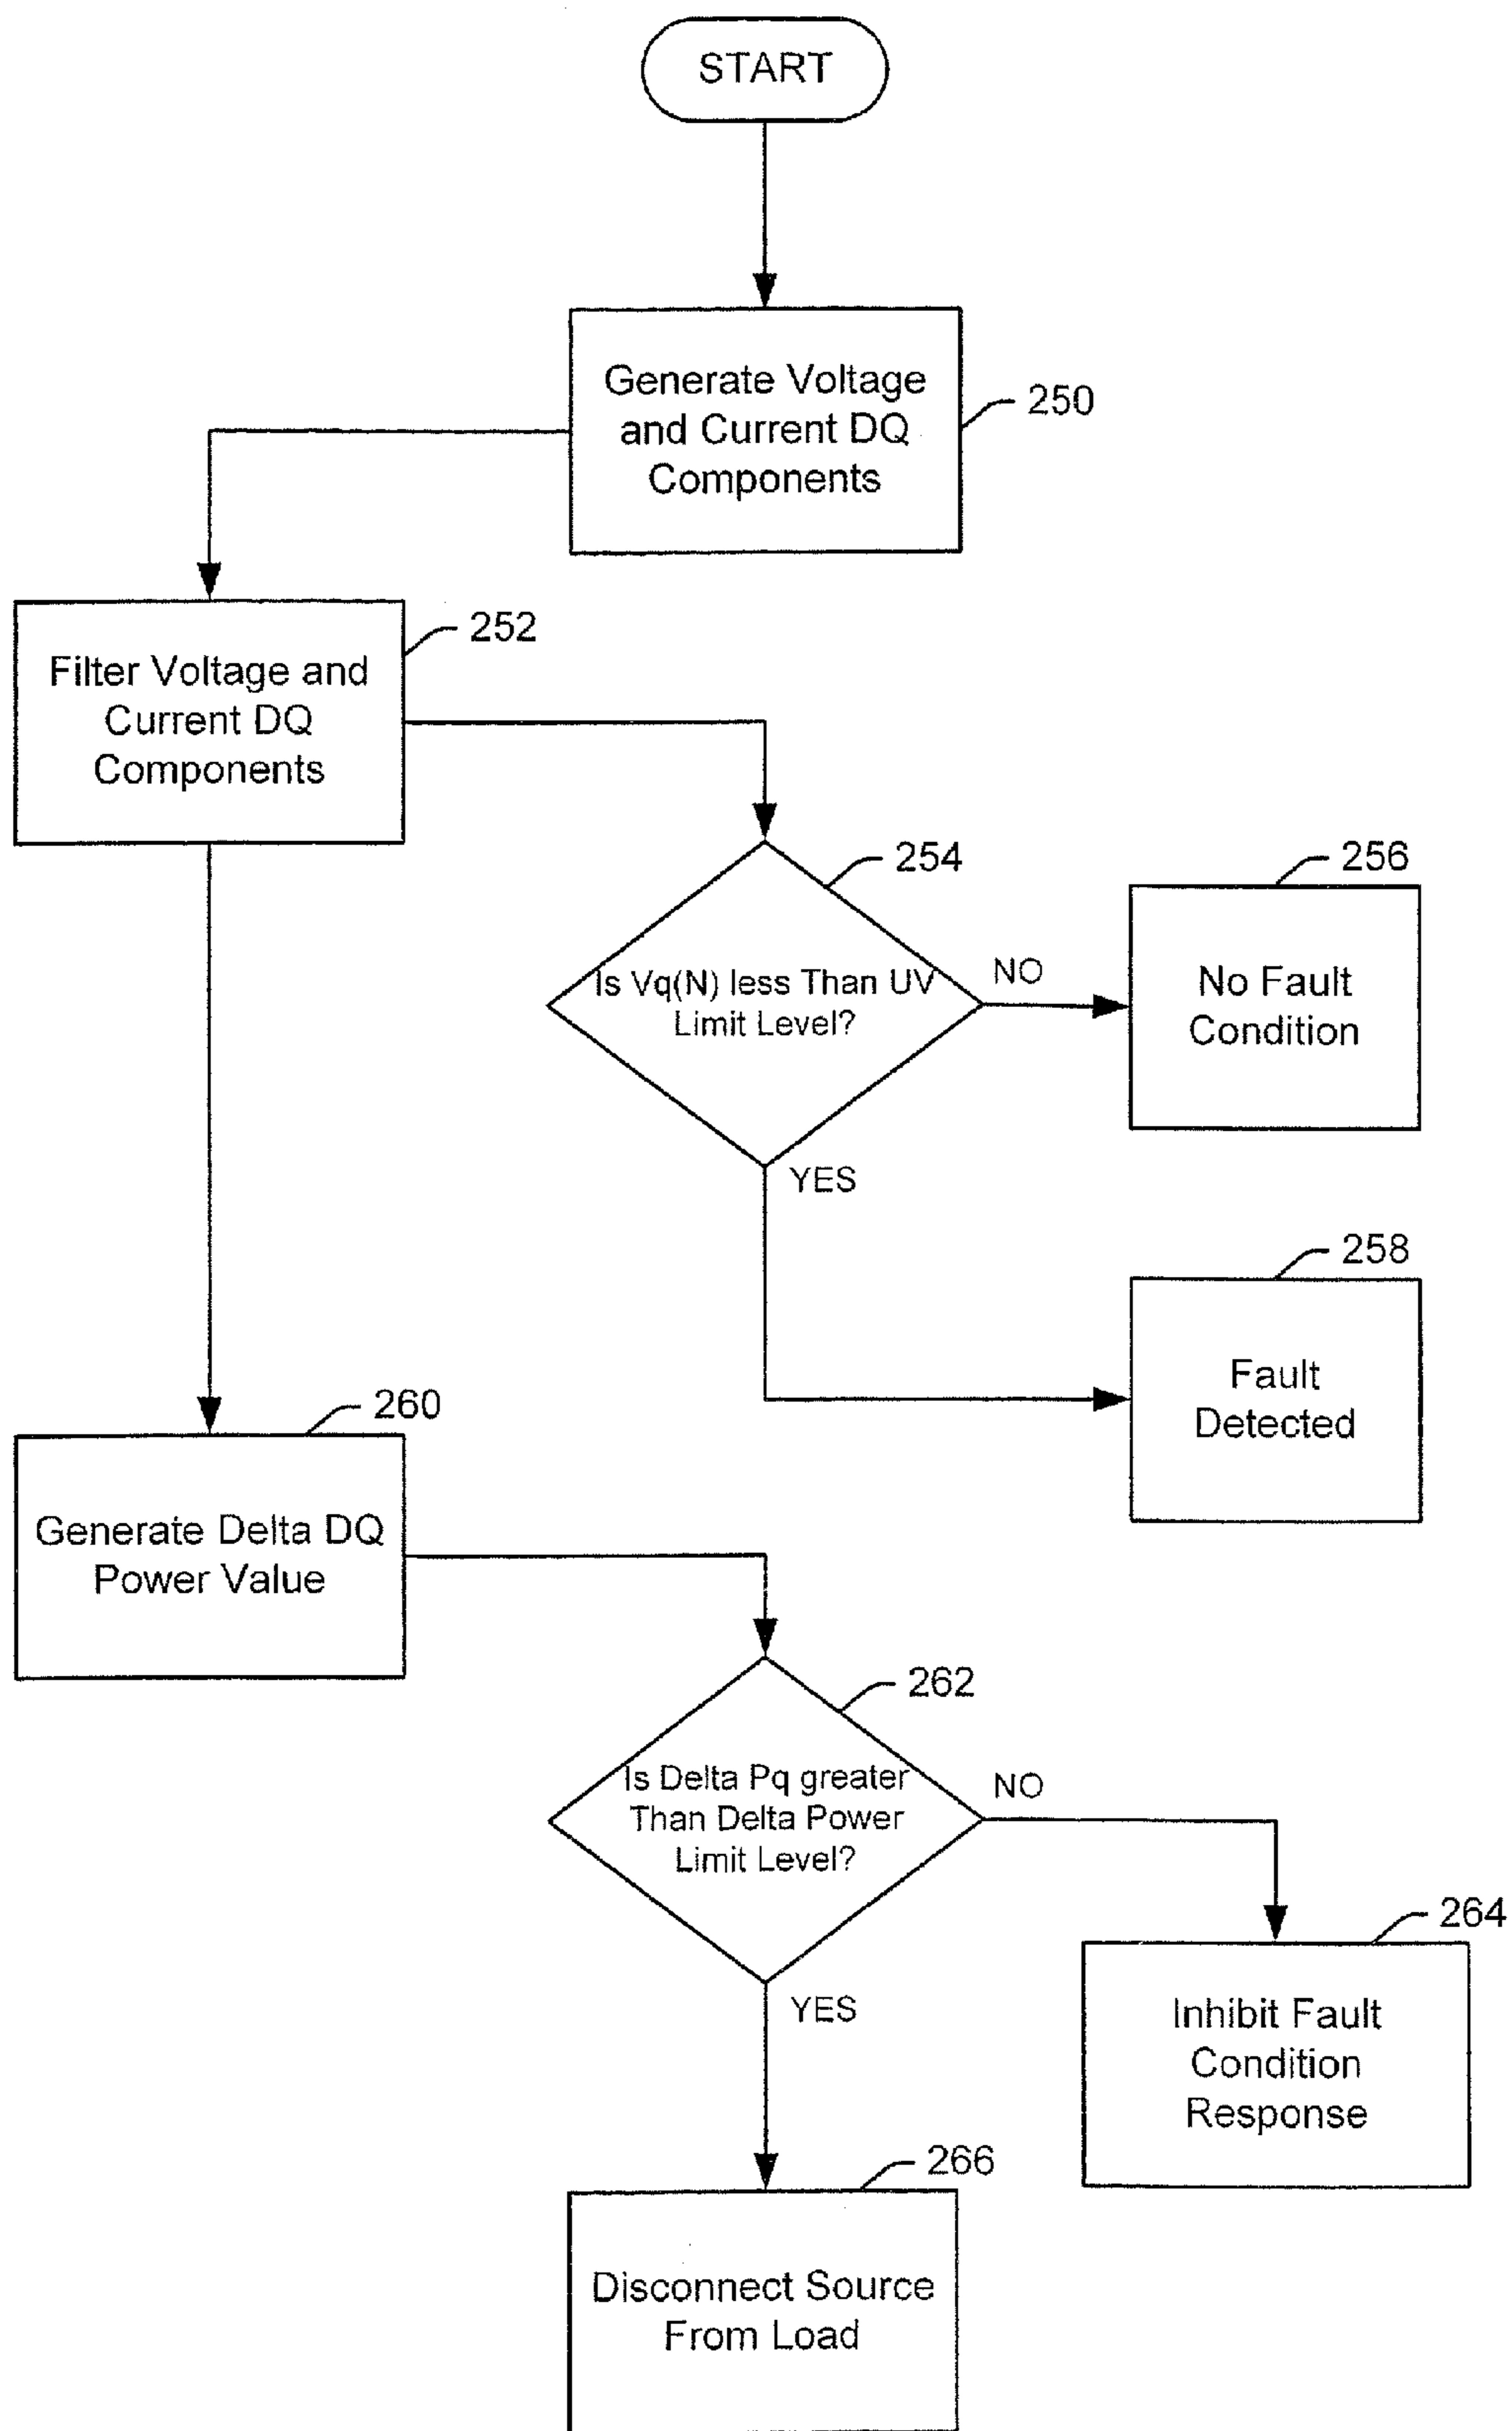 START
Generate Voltage
and Current DQ
Components
250
252
Filter Voltage and
Current DQ
Components
254
Is Vq(N) less Than UV
Limit Level?
NO
256
No Fault
Condition
YES
258
Fault
Detected
260
Generate Delta DQ
Power Value
262
Is Delta Pq greater
Than Delta Power
Limit Level?
NO
264
Inhibit Fault
Condition
Response
YES
266
Disconnect Source
From Load